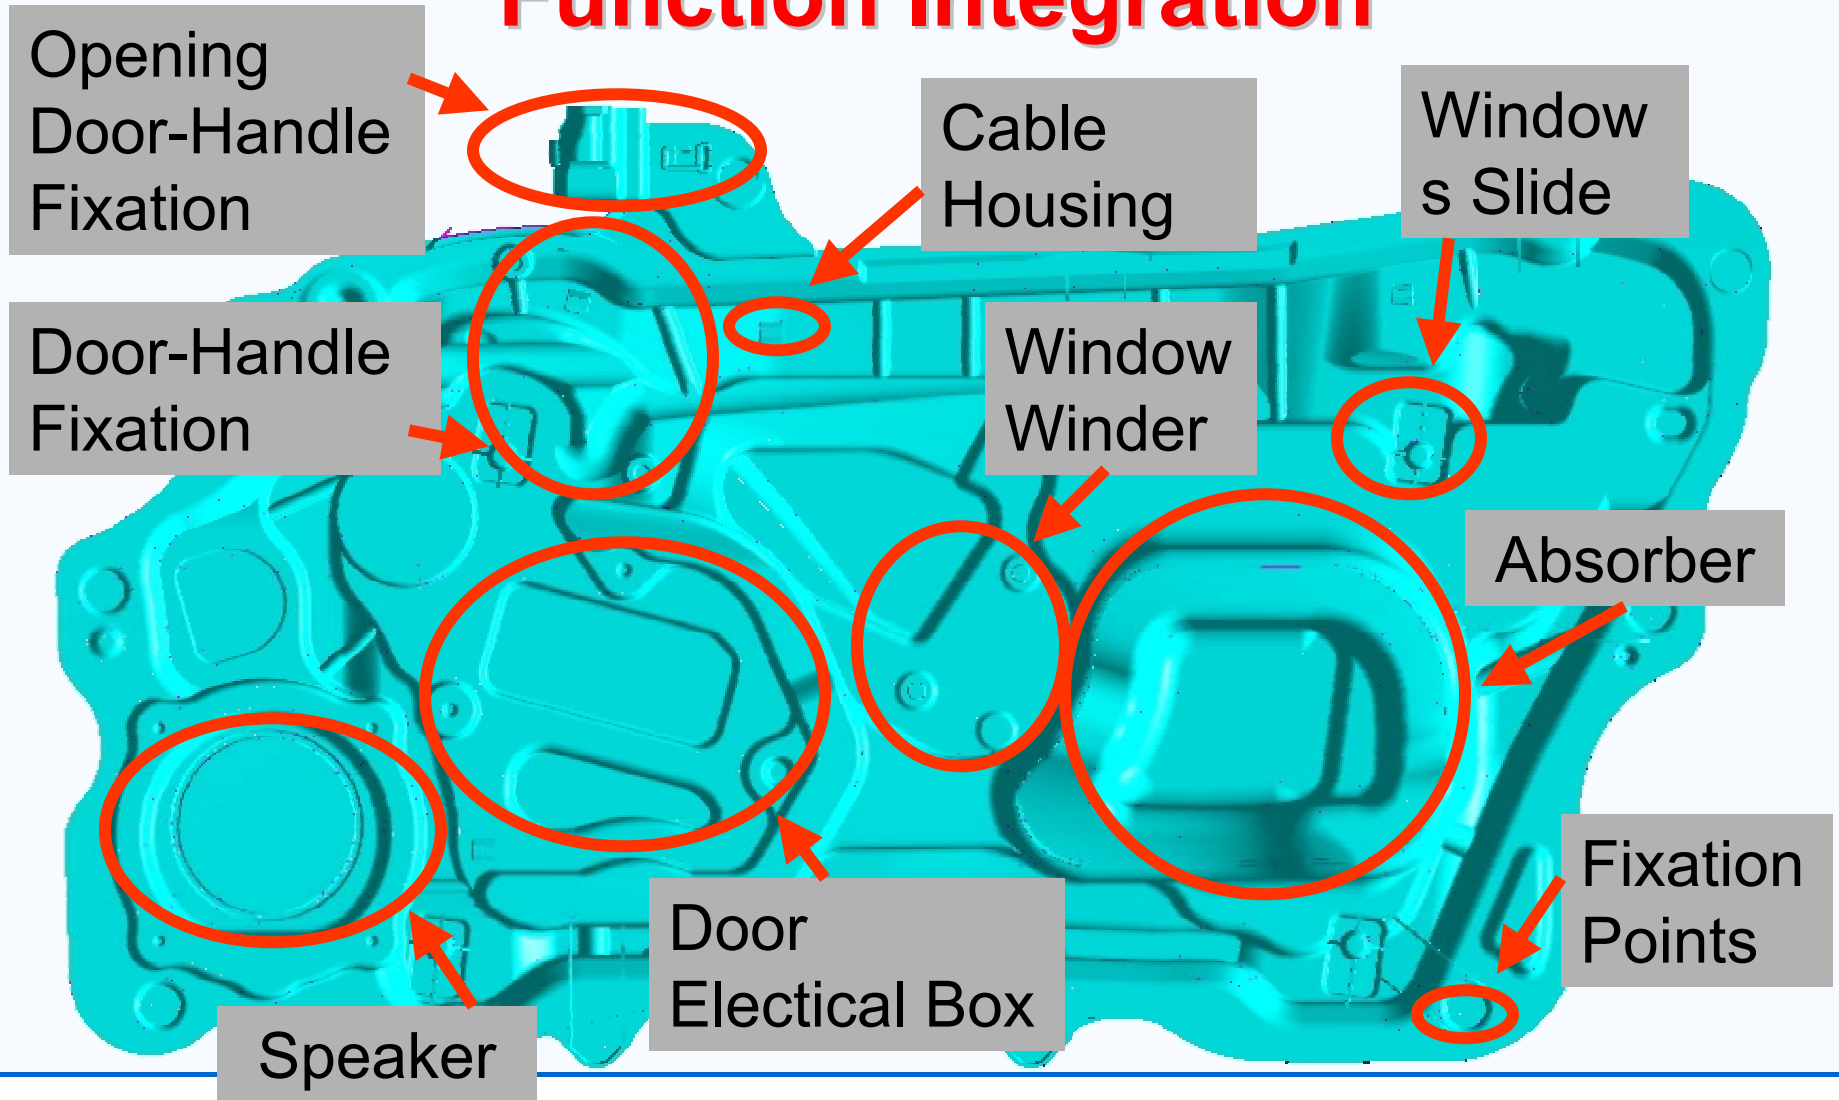 Function Integration
Opening
Door-Handle
Fixation
Cable
Housing
Window
s Slide
Door-Handle
Fixation
Window
Winder
Absorber
Fixation
Points
Door
Electical Box
Speaker